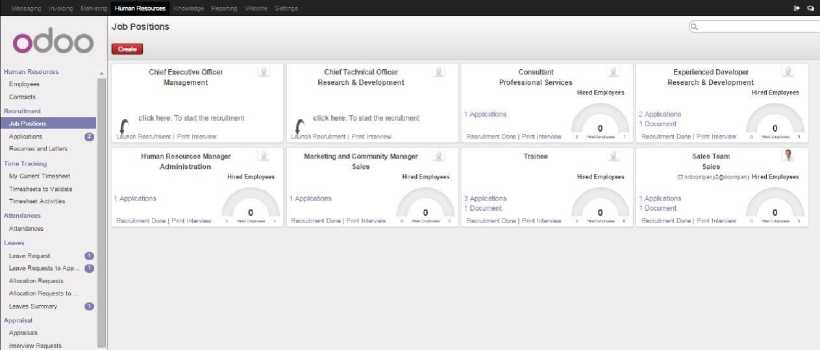 Messaging Invoicing Marketing Human Resources Knowledge Reporting Website Settings
odoo
Human Resources
Employees
Contracts
Recruitment
Job Positions
Applications 2
Resumes and Letters
Time Tracking
My Current Timesheet
Timesheets to Validate
Timesheet Activities
Attendances
Attendances
Leaves
Leave Request 1
Leave Requests to App... 1
Allocation Requests
Allocation Requests to ...
Leaves Summary 1
Appraisal
Appraisals
Interview Requests
Job Positions
Create
Chief Executive Officer
Management
click here: To start the recruitment
Launch Recruitment | Print Interview
Chief Technical Officer
Research & Development
click here: To start the recruitment
Launch Recruitment | Print Interview
Consultant
Professional Services
Hired Employees
1 Applications
0
Recruitment Done | Print Interview
Hired Employees
Experienced Developer
Research & Development
Hired Employees
2 Applications
1 Document
0
Recruitment Done | Print Interview
Hired Employees
Human Resources Manager
Administration
Hired Employees
1 Applications
0
Recruitment Done | Print Interview
Hired Employees
Marketing and Community Manager
Sales
Hired Employees
1 Applications
0
Recruitment Done | Print Interview
Hired Employees
Trainee
Hired Employees
3 Applications
1 Document
0
Recruitment Done | Print Interview
Hired Employees
Sales Team
Sales
Hired Employees
1 Applications
1 Document
0
Recruitment Done | Print Interview
Hired Employees